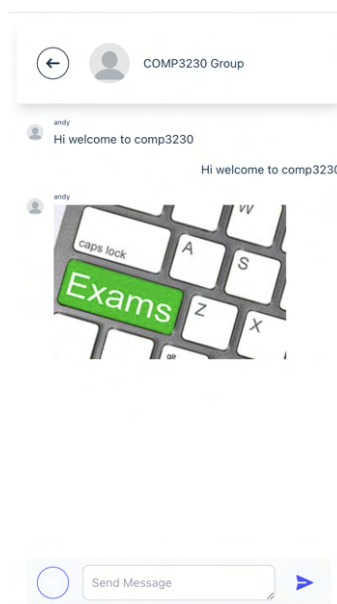 COMP3230 Group
andy
Hi welcome to comp3230
Hi welcome to comp3230
andy
W
caps lock
A
S
Exams
Z
X
Send Message